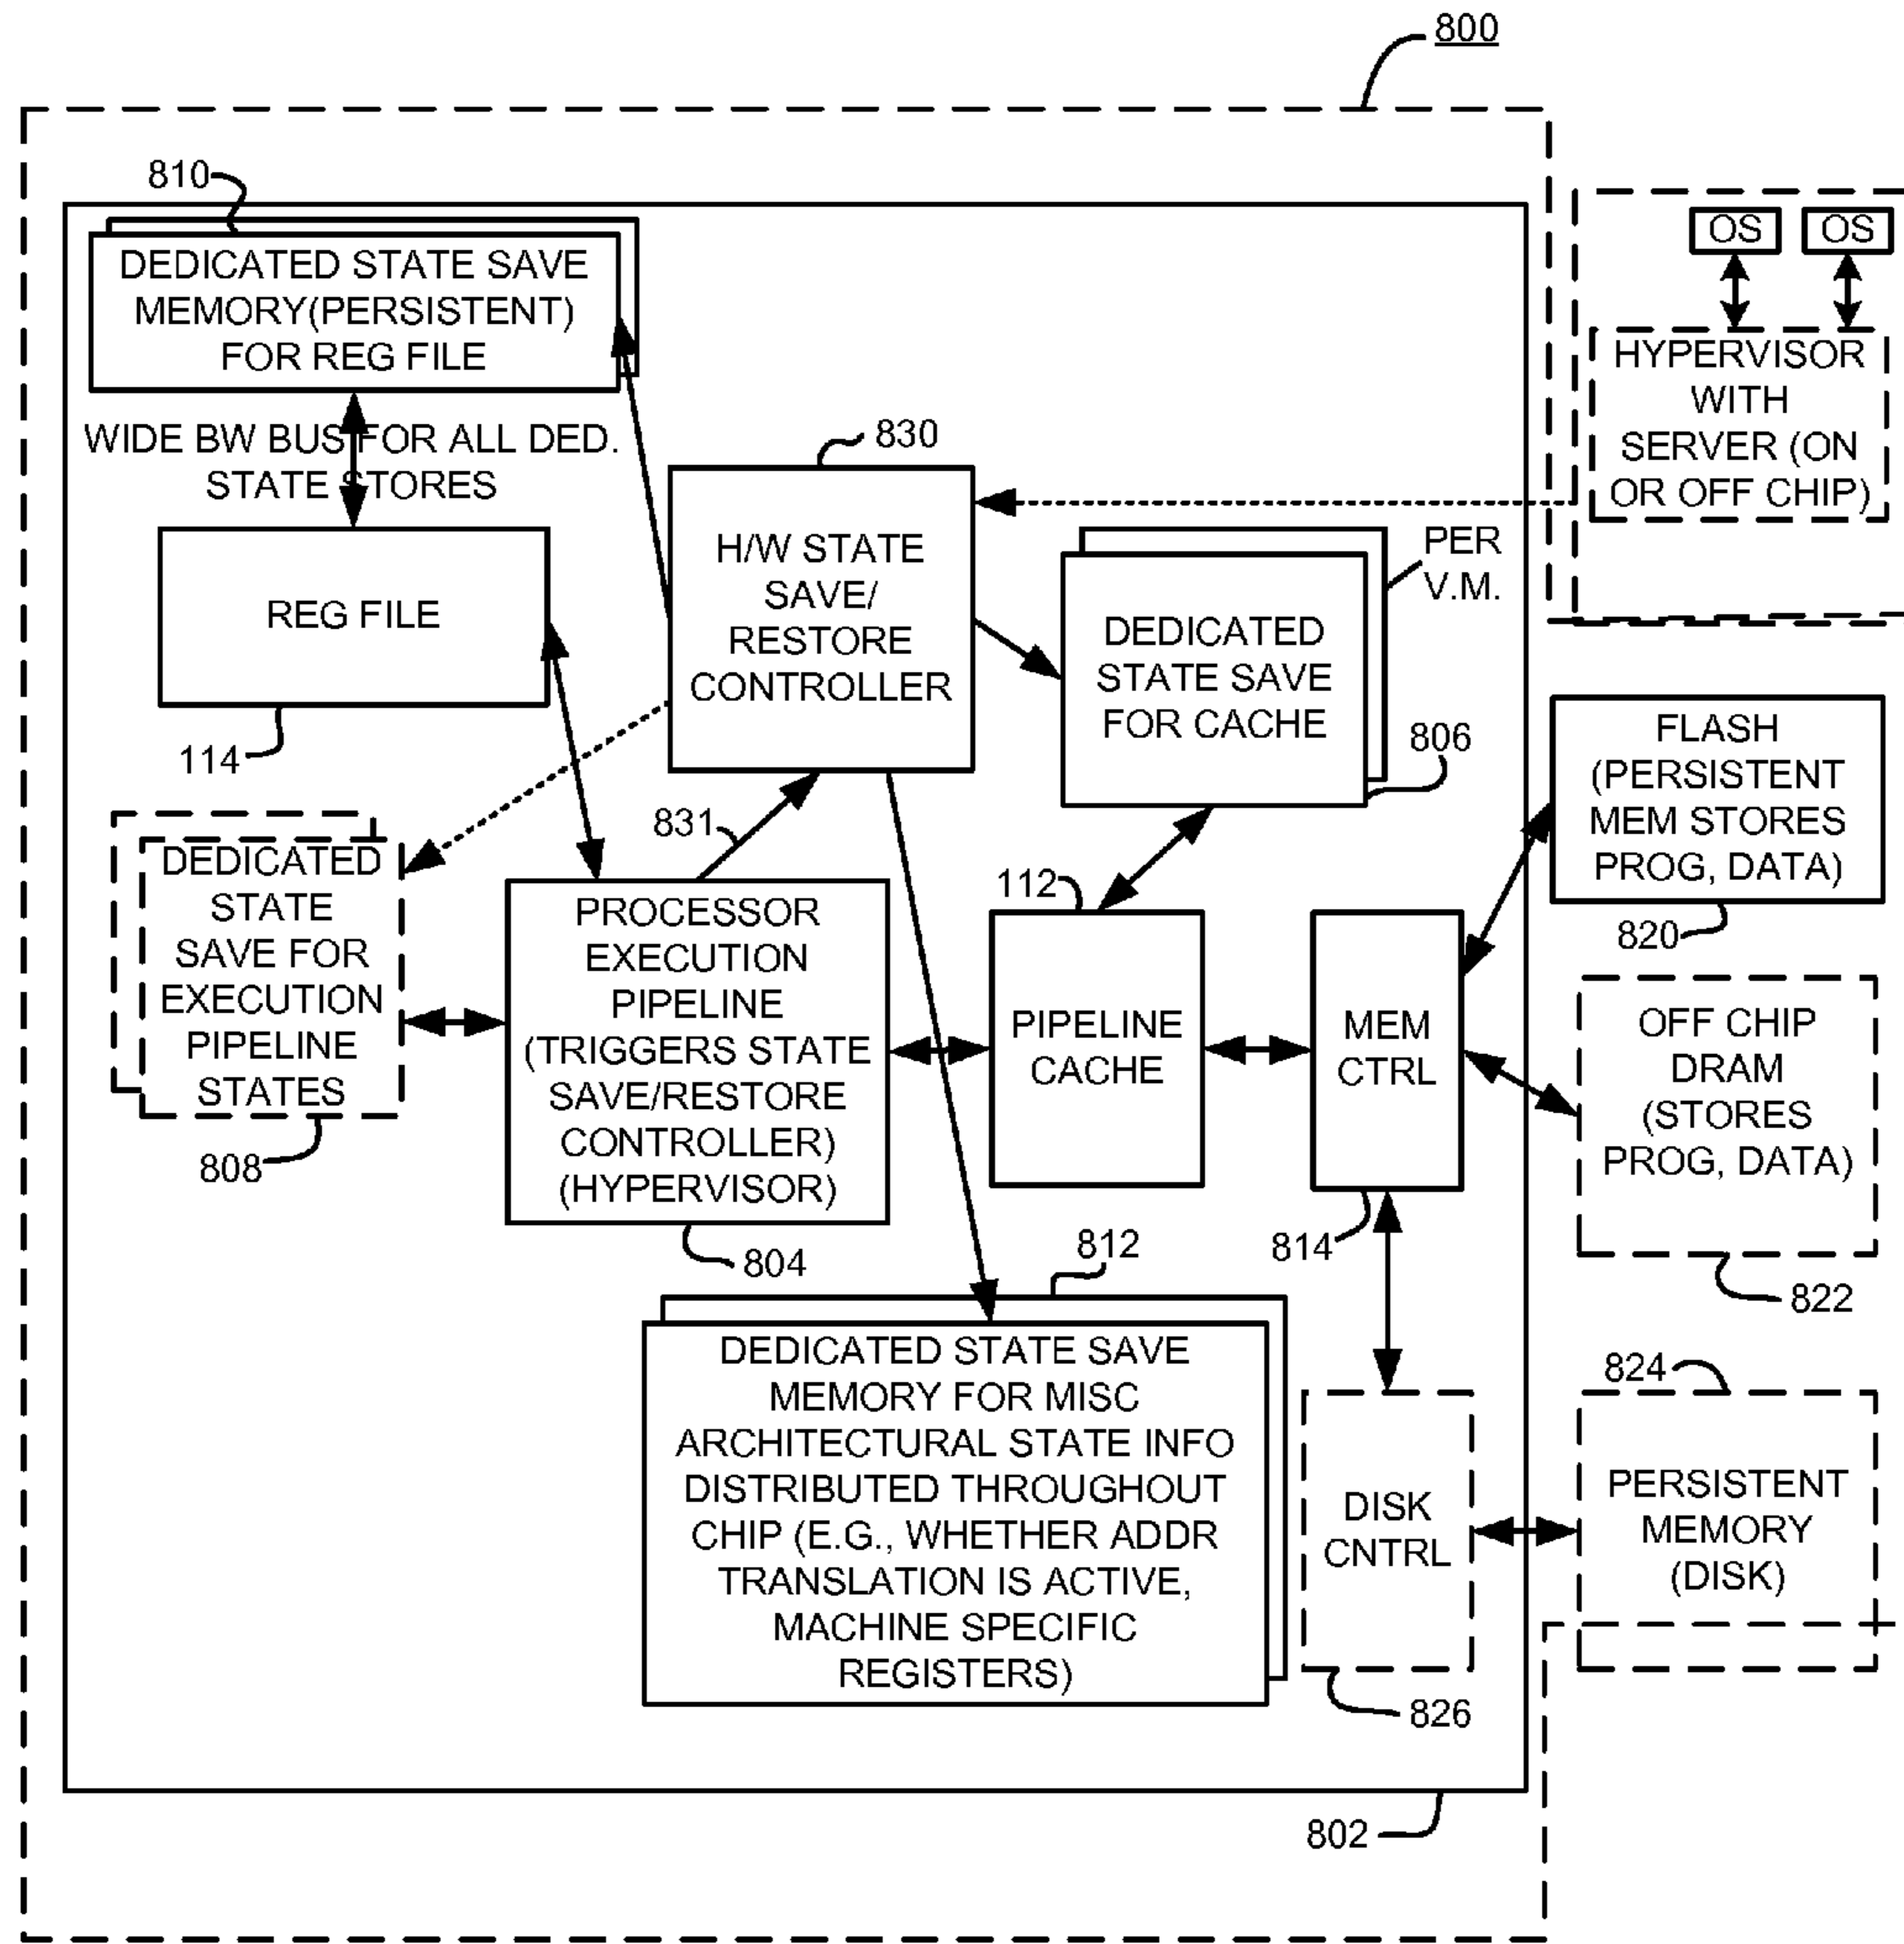 800
810
DEDICATED STATE SAVE
MEMORY(PERSISTENT)
FOR REG FILE
WIDE BW BUS FOR ALL DED.
STATE STORES
REG FILE
114
830
H/W STATE
SAVE/
RESTORE
CONTROLLER
OS
OS
HYPERVISOR
WITH
SERVER (ON
OR OFF CHIP)
PER
V.M.
DEDICATED
STATE SAVE
FOR CACHE
806
FLASH
(PERSISTENT
MEM STORES
PROG, DATA)
820
831
DEDICATED
STATE
SAVE FOR
EXECUTION
PIPELINE
STATES
808
PROCESSOR
EXECUTION
PIPELINE
(TRIGGERS STATE
SAVE/RESTORE
CONTROLLER)
(HYPERVISOR)
804
112
PIPELINE
CACHE
MEM
CTRL
814
OFF CHIP
DRAM
(STORES
PROG, DATA)
822
812
DEDICATED STATE SAVE
MEMORY FOR MISC
ARCHITECTURAL STATE INFO
DISTRIBUTED THROUGHOUT
CHIP (E.G., WHETHER ADDR
TRANSLATION IS ACTIVE,
MACHINE SPECIFIC
REGISTERS)
DISK
CNTRL
826
824
PERSISTENT
MEMORY
(DISK)
802